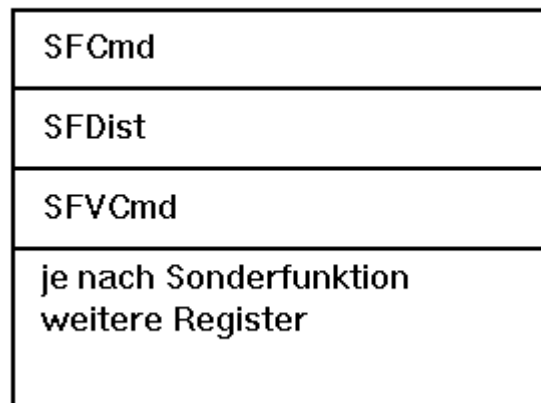 SFCmd
SFDist
SFVCmd
je nach Sonderfunktion
weitere Register